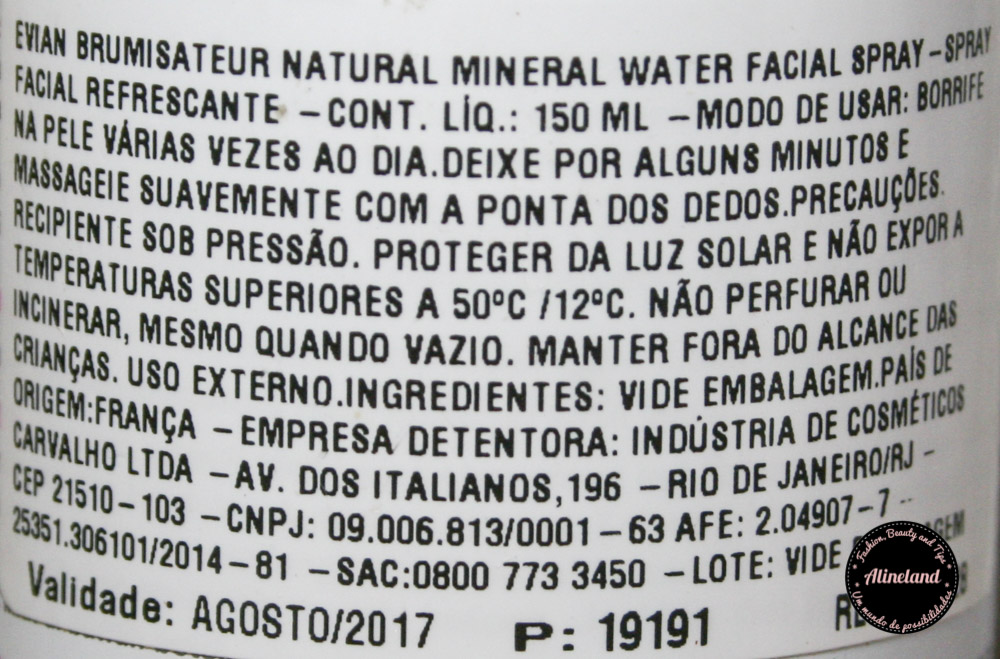 EVIAN BRUMISATEUR NATURAL MINERAL WATER FACIAL SPRAY – SPRAY
FACIAL REFRESCANTE – CONT. LÍQ.: 150 ML – MODO DE USAR: BORRIFE
NA PELE VÁRIAS VEZES AO DIA.DEIXE POR ALGUNS MINUTOS E
MASSAGEIE SUAVEMENTE COM A PONTA DOS DEDOS.PRECAUÇÕES.
RECIPIENTE SOB PRESSÃO. PROTEGER DA LUZ SOLAR E NÃO EXPOR A
TEMPERATURAS SUPERIORES A 50ºC /12ºC. NÃO PERFURAR OU
INCINERAR, MESMO QUANDO VAZIO. MANTER FORA DO ALCANCE DAS
CRIANÇAS. USO EXTERNO.INGREDIENTES: VIDE EMBALAGEM.PAÍS DE
ORIGEM:FRANÇA – EMPRESA DETENTORA: INDÚSTRIA DE COSMÉTICOS
CARVALHO LTDA – AV. DOS ITALIANOS,196 – RIO DE JANEIRO/RJ –
CEP 21510 – 103 – CNPJ: 09.006.813/0001 – 63 AFE: 2.04907 – 7 --
25351.306101/2014 – 81 – SAC:0800 773 3450 – LOTE: VIDE
Validade: AGOSTO/2017 P: 19191
Fashion, Beauty and Tips
Alineland
Um mundo de possibilidades